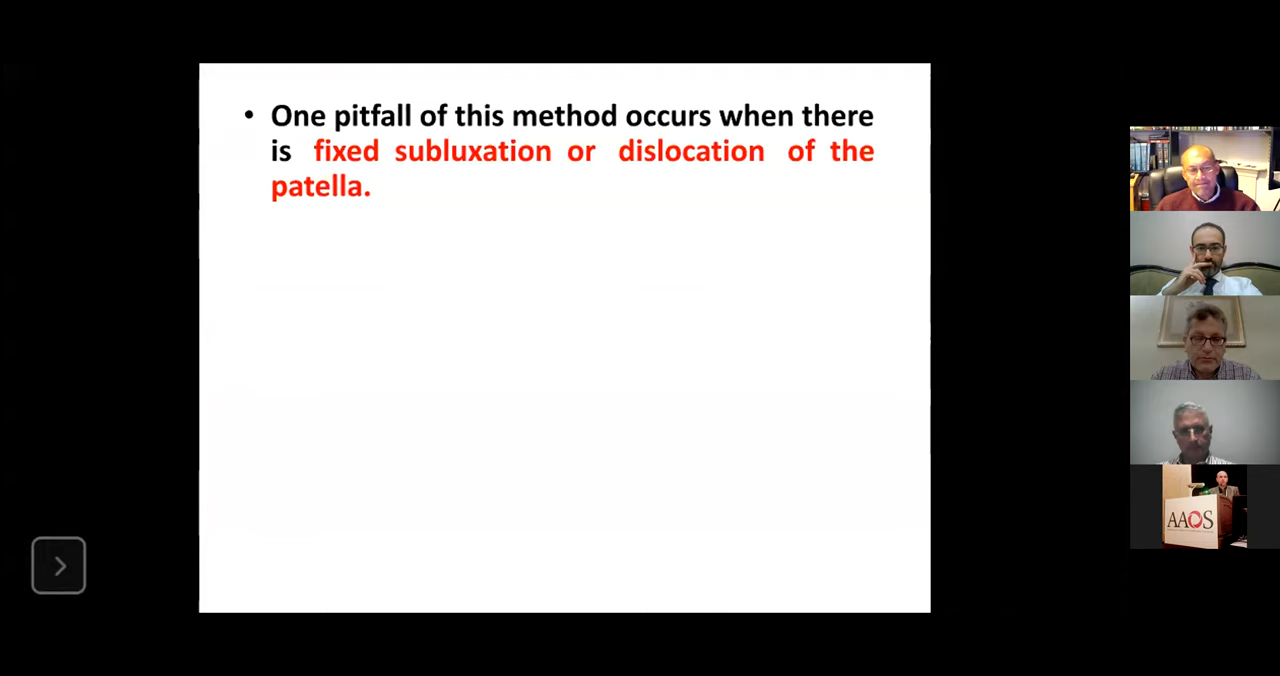 • One pitfall of this method occurs when there
is fixed subluxation or dislocation of the
patella.
AAOS